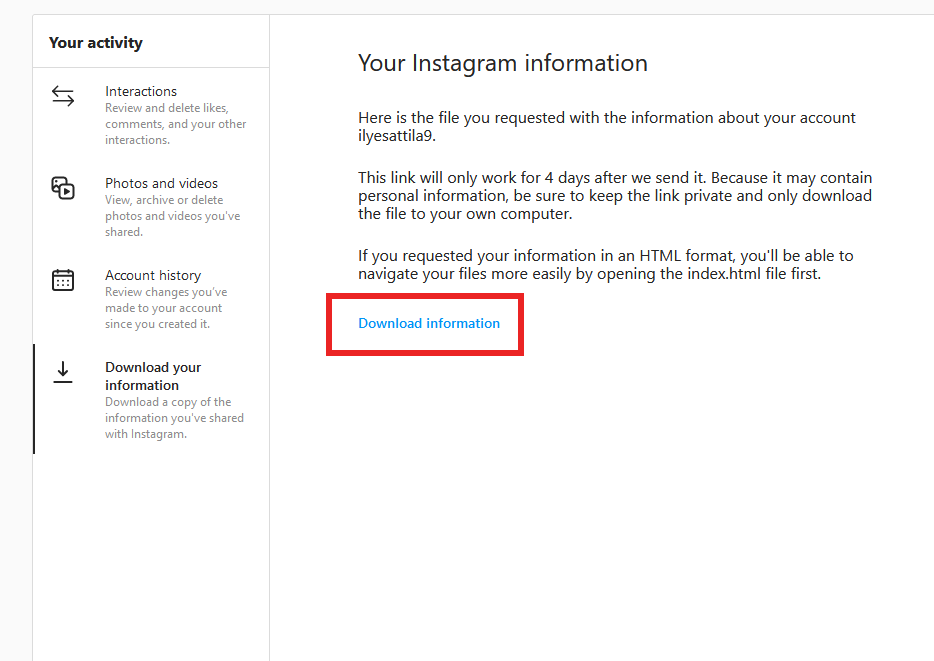 Your activity
Interactions
Review and delete likes,
comments, and your other
interactions.
Photos and videos
View, archive or delete
photos and videos you've
shared.
Account history
Review changes you've
made to your account
since you created it.
Download your
information
Download a copy of the
information you've shared
with Instagram.
Your Instagram information
Here is the file you requested with the information about your account
ilyesattila9.
This link will only work for 4 days after we send it. Because it may contain
personal information, be sure to keep the link private and only download
the file to your own computer.
If you requested your information in an HTML format, you'll be able to
navigate your files more easily by opening the index.html file first.
Download information